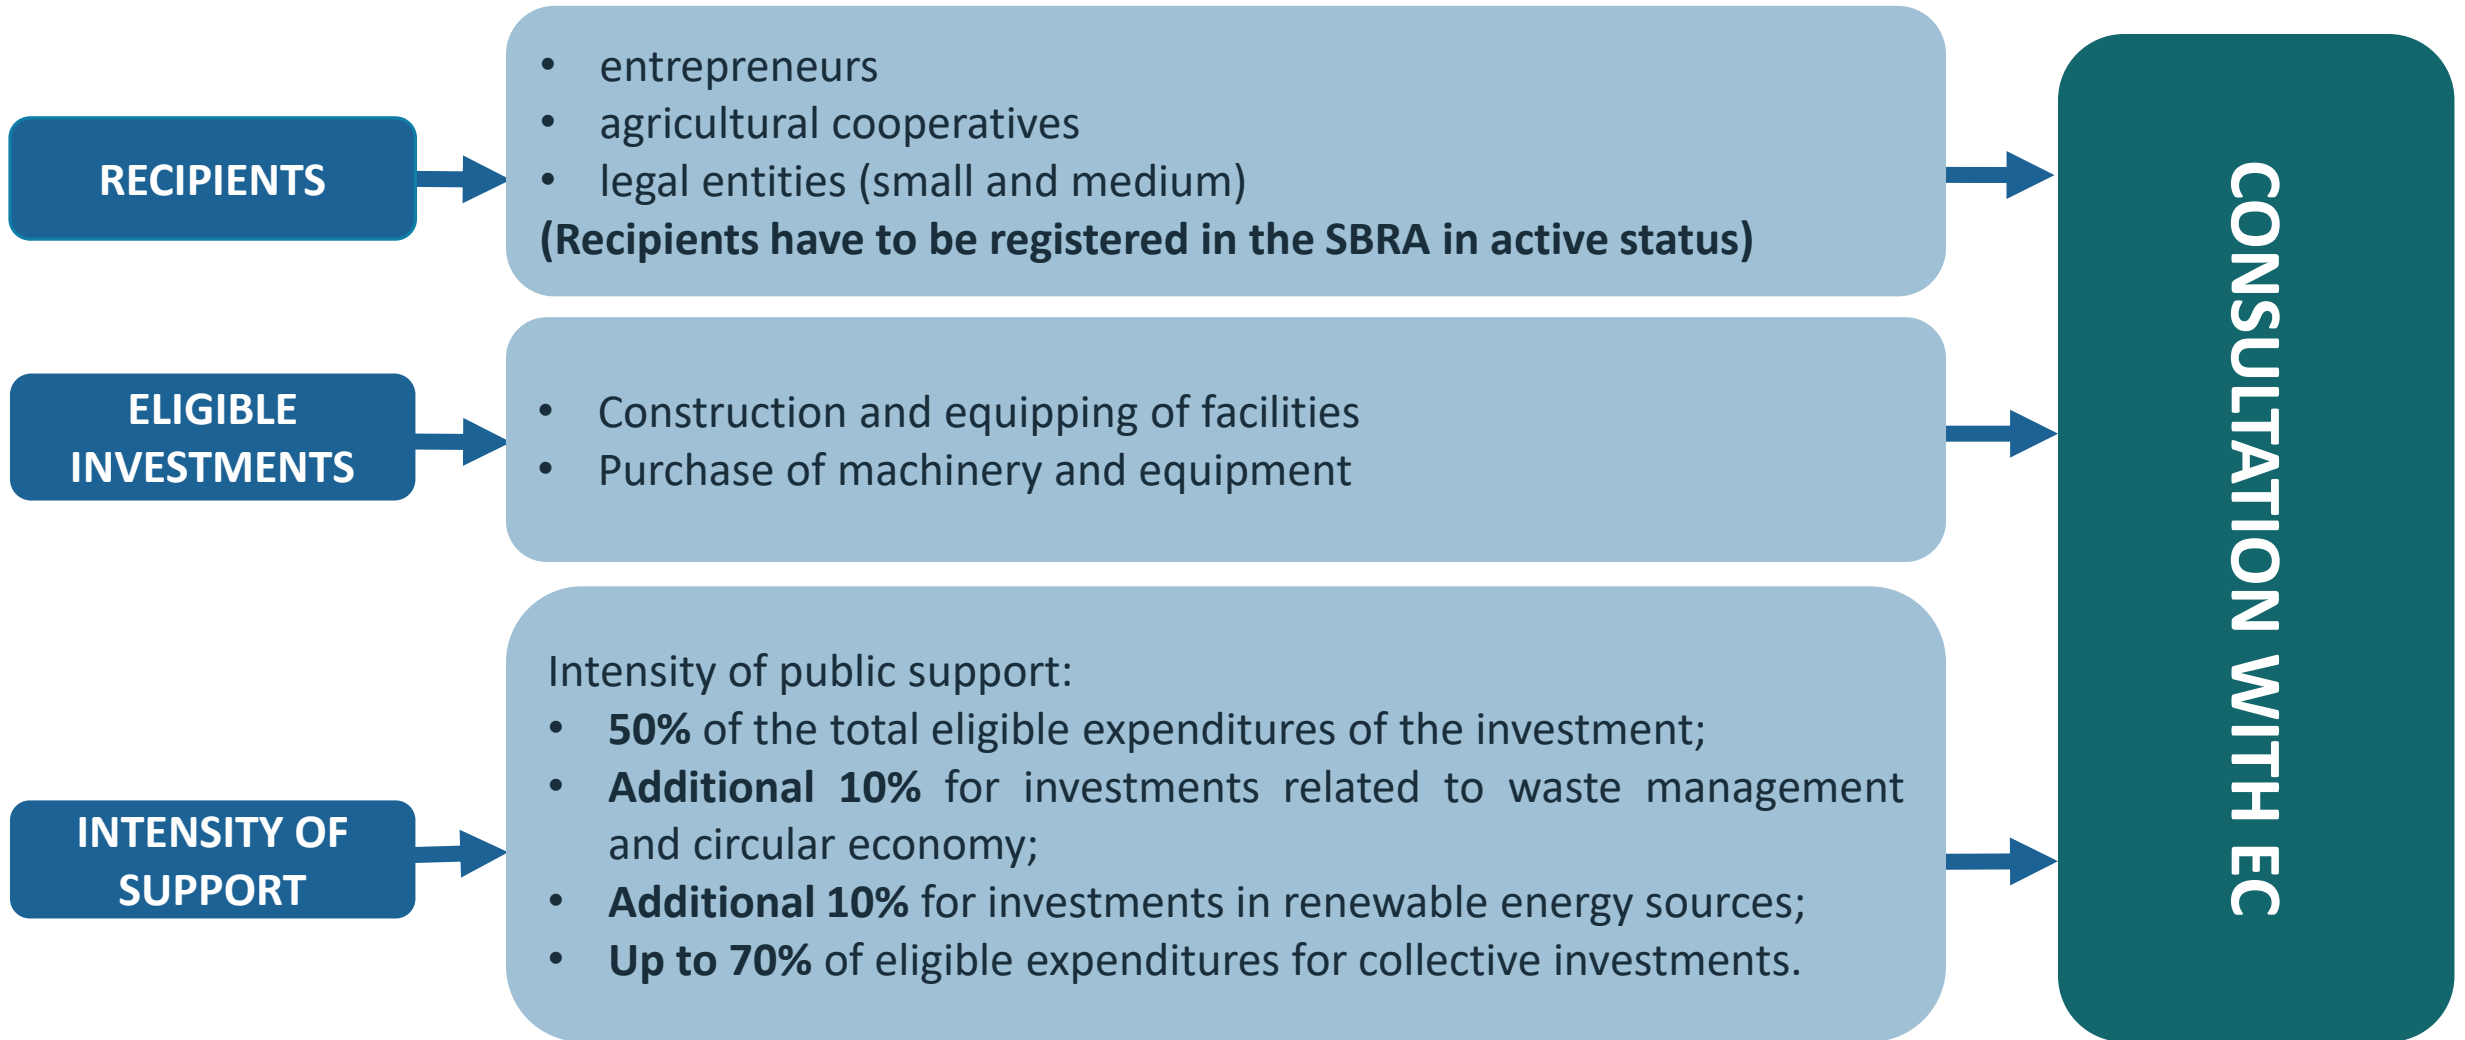 RECIPIENTS
• entrepreneurs
• agricultural cooperatives
• legal entities (small and medium)
(Recipients have to be registered in the SBRA in active status)
ELIGIBLE
INVESTMENTS
• Construction and equipping of facilities
• Purchase of machinery and equipment
INTENSITY OF
SUPPORT
Intensity of public support:
• 50% of the total eligible expenditures of the investment;
• Additional 10% for investments related to waste management
and circular economy;
• Additional 10% for investments in renewable energy sources;
• Up to 70% of eligible expenditures for collective investments.
CONSULTATION WITH EC